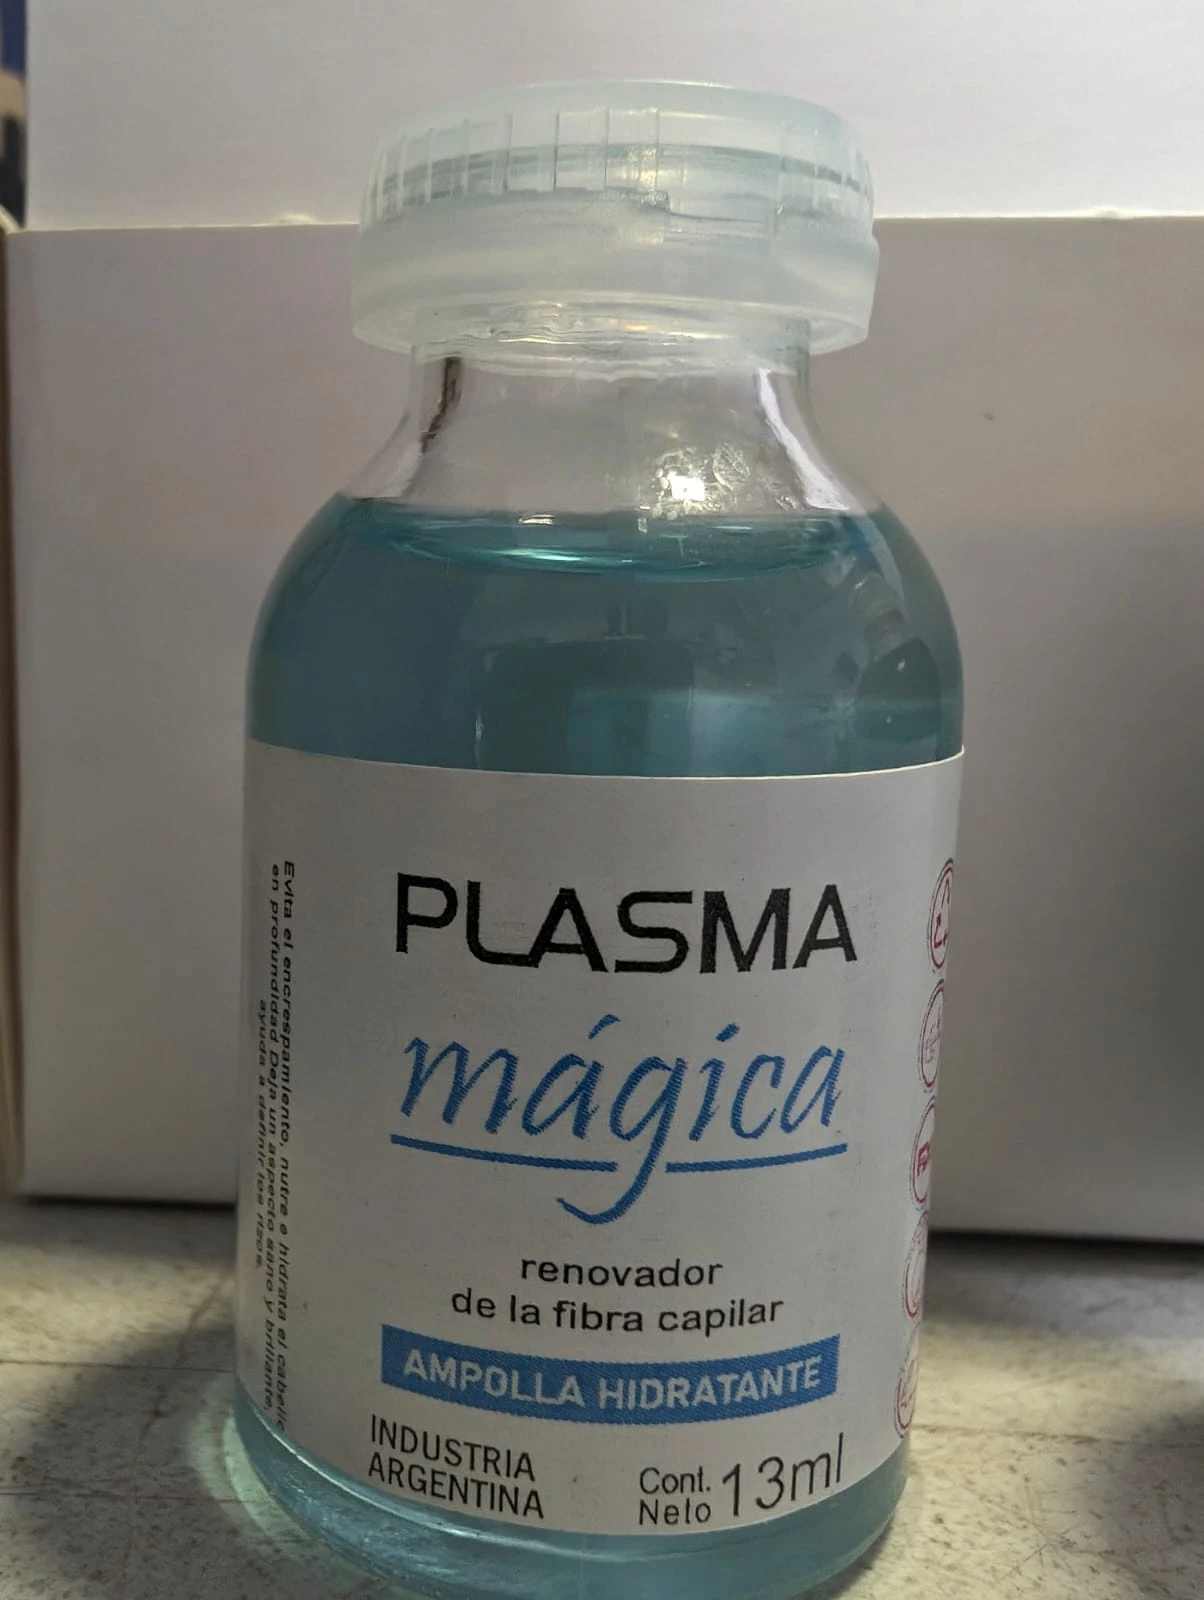 PLASMA
mágica
renovador
de la fibra capilar
AMPOLLA HIDRATANTE
INDUSTRIA
ARGENTINA
Cont.
Neto 13ml
Evita el encrespamiento, nutre e hidrata el cabello
en profundidad Deja un aspecto sano y brillante,
ayuda a definir los rizos.